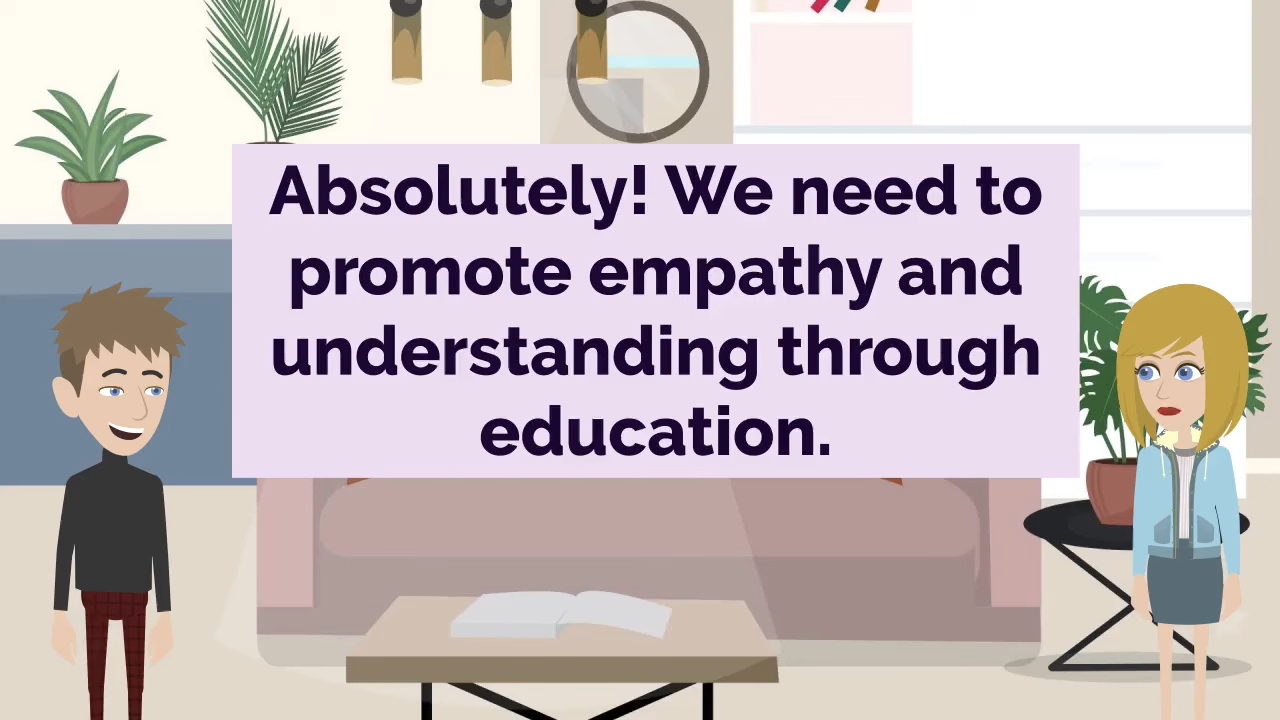 Absolutely! We need to
promote empathy and
understanding through
education.